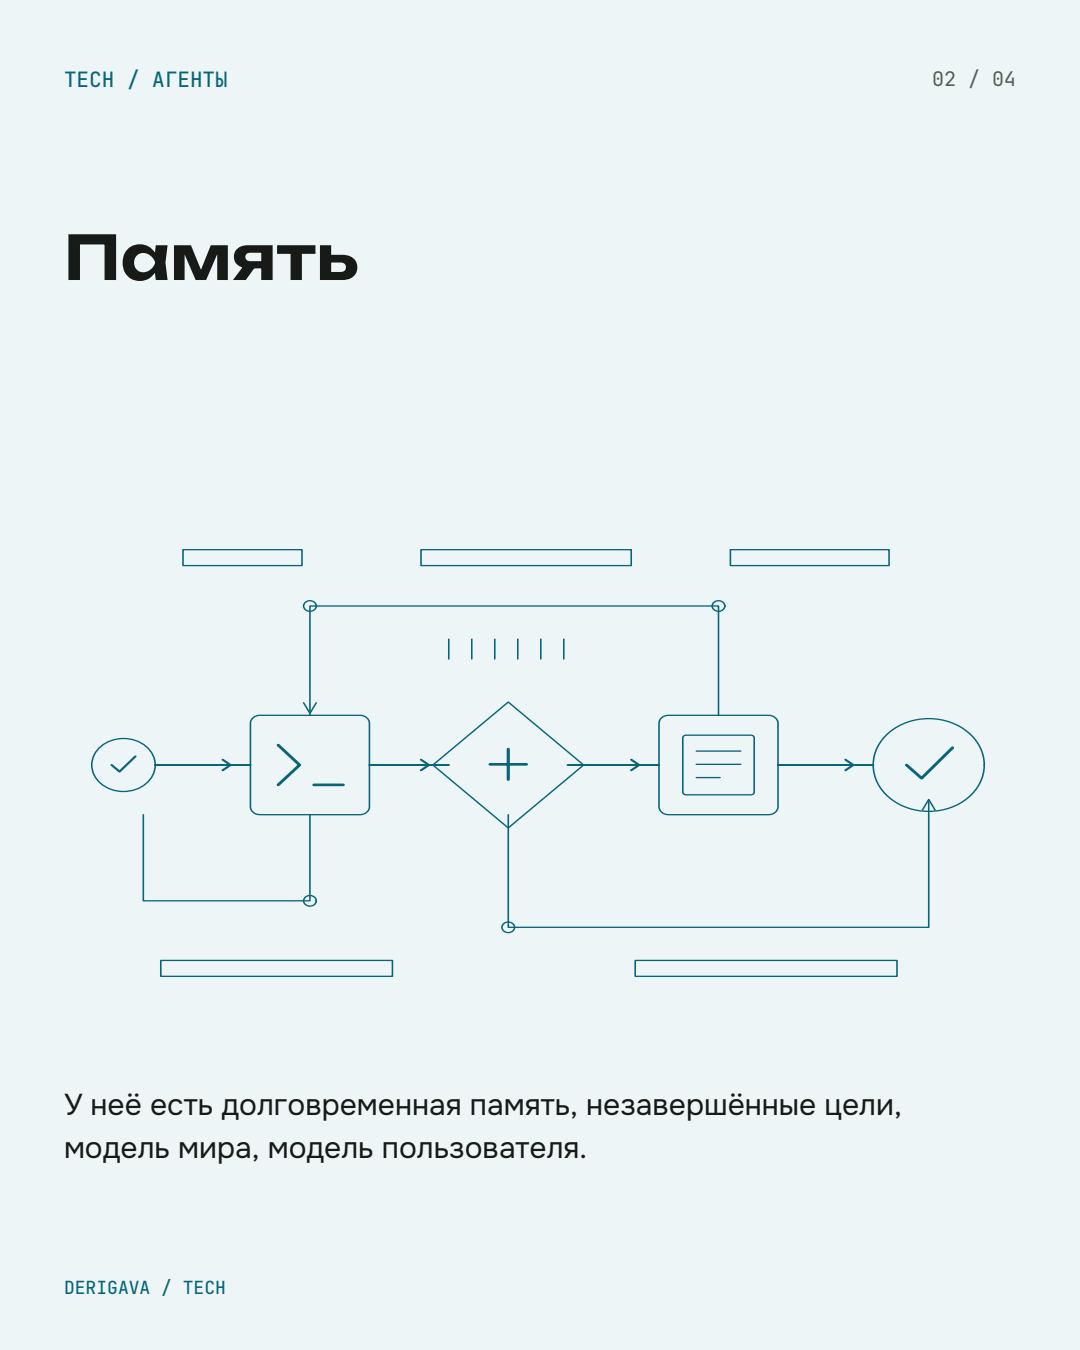 TECH / АГЕНТЫ
02 / 04
Память
У неё есть долговременная память, незавершённые цели,
модель мира, модель пользователя.
DERIGAVA / TECH